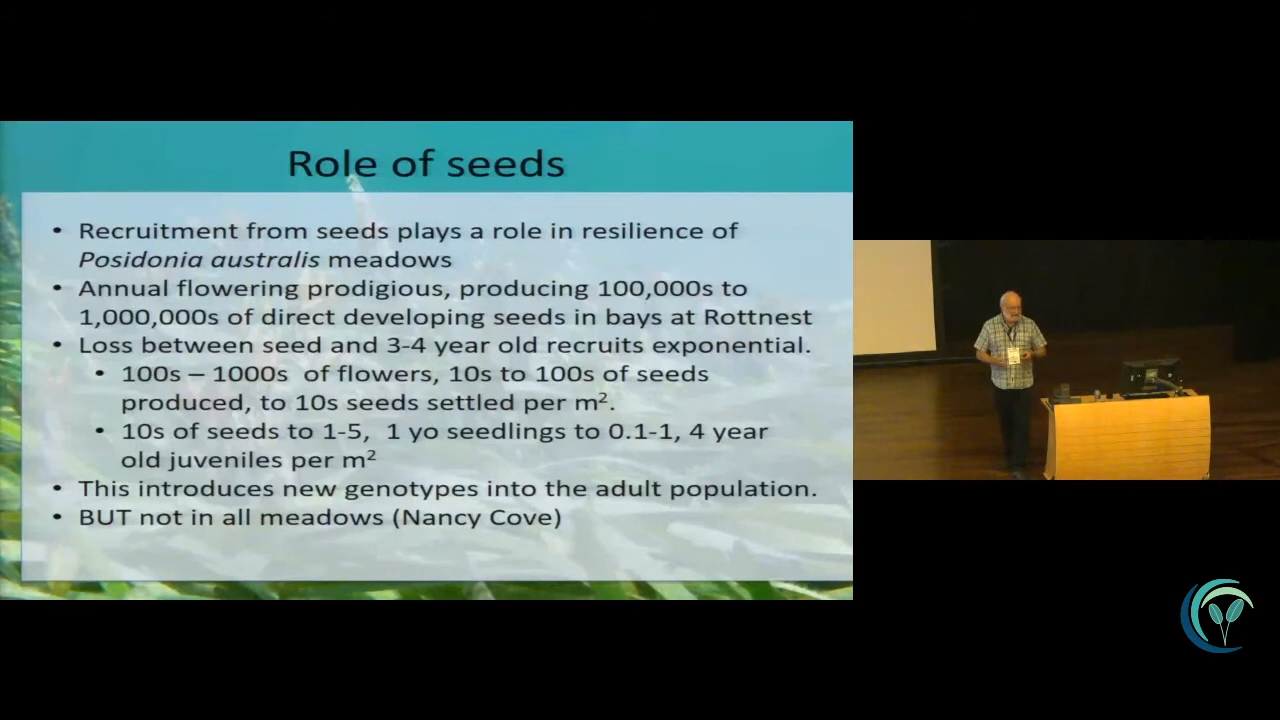 Role of seeds
• Recruitment from seeds plays a role in resilience of
Posidonia australis meadows
• Annual flowering prodigious, producing 100,000s to
1,000,000s of direct developing seeds in bays at Rottnest
• Loss between seed and 3-4 year old recruits exponential.
• 100s – 1000s of flowers, 10s to 100s of seeds
produced, to 10s seeds settled per m².
• 10s of seeds to 1-5, 1 yo seedlings to 0.1-1, 4 year
old juveniles per m²
• This introduces new genotypes into the adult population.
• BUT not in all meadows (Nancy Cove)